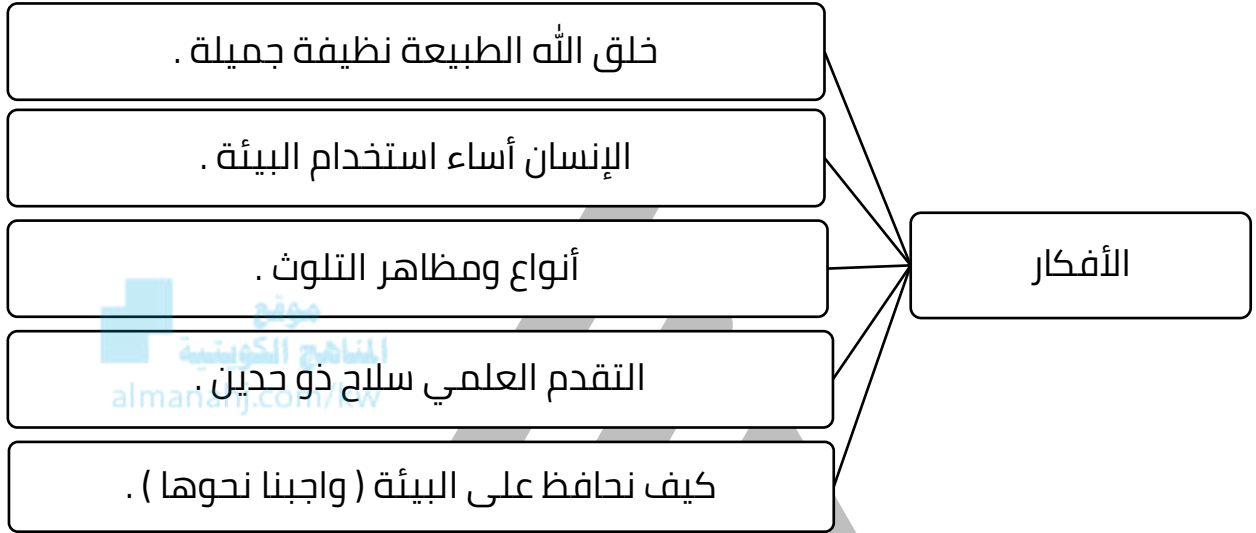 الأفكار
خلق الله الطبيعة نظيفة جميلة .
الإنسان أساء استخدام البيئة .
أنواع ومظاهر التلوث .
موقع
المناهج الكويتية
almanahj.com/kw
التقدم العلمي سلاح ذو حدين .
كيف نحافظ على البيئة ( واجبنا نحوها ) .